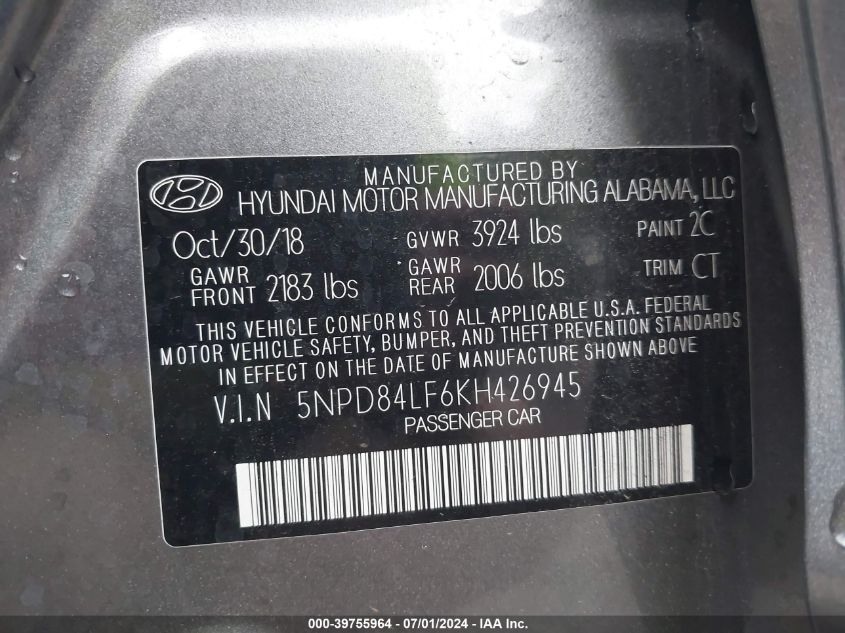 MANUFACTURED BY
HYUNDAI MOTOR MANUFACTURING ALABAMA, LLC
Oct/30/18 GVWR 3924 lbs PAINT 2C
GAWR FRONT 2183 lbs GAWR REAR 2006 lbs TRIM CT
THIS VEHICLE CONFORMS TO ALL APPLICABLE U.S.A. FEDERAL
MOTOR VEHICLE SAFETY, BUMPER, AND THEFT PREVENTION STANDARDS
IN EFFECT ON THE DATE OF MANUFACTURE SHOWN ABOVE
V.I.N 5NPD84LF6KH426945
PASSENGER CAR
000-39755964 - 07/01/2024 - IAA Inc.